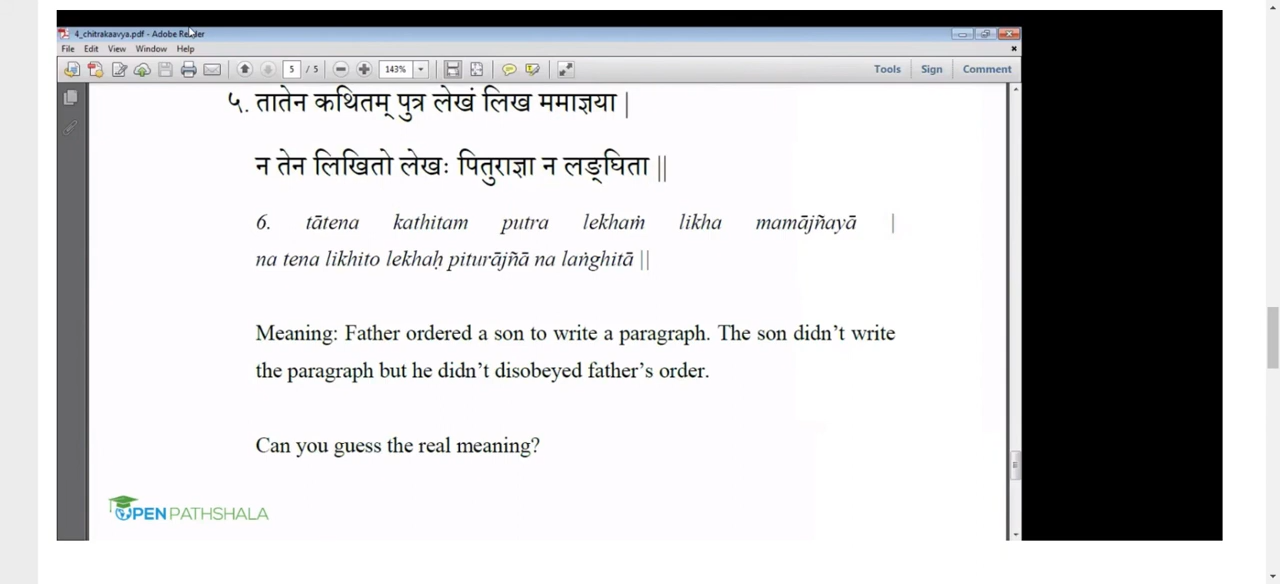 4_chitrakaavya.pdf - Adobe Reader
File Edit View Window Help
5 / 5 143% Tools Sign Comment
५. तातेन कथितम् पुत्र लेखं लिख ममाज्ञया |
न तेन लिखितो लेखः पितुराज्ञा न लङ्घिता ||
6. tātena kathitam putra lekhaṁ likha mamājñayā |
na tena likhito lekhaḥ piturājñā na laṅghitā ||
Meaning: Father ordered a son to write a paragraph. The son didn’t write
the paragraph but he didn’t disobeyed father’s order.
Can you guess the real meaning?
OPEN PATHSHALA